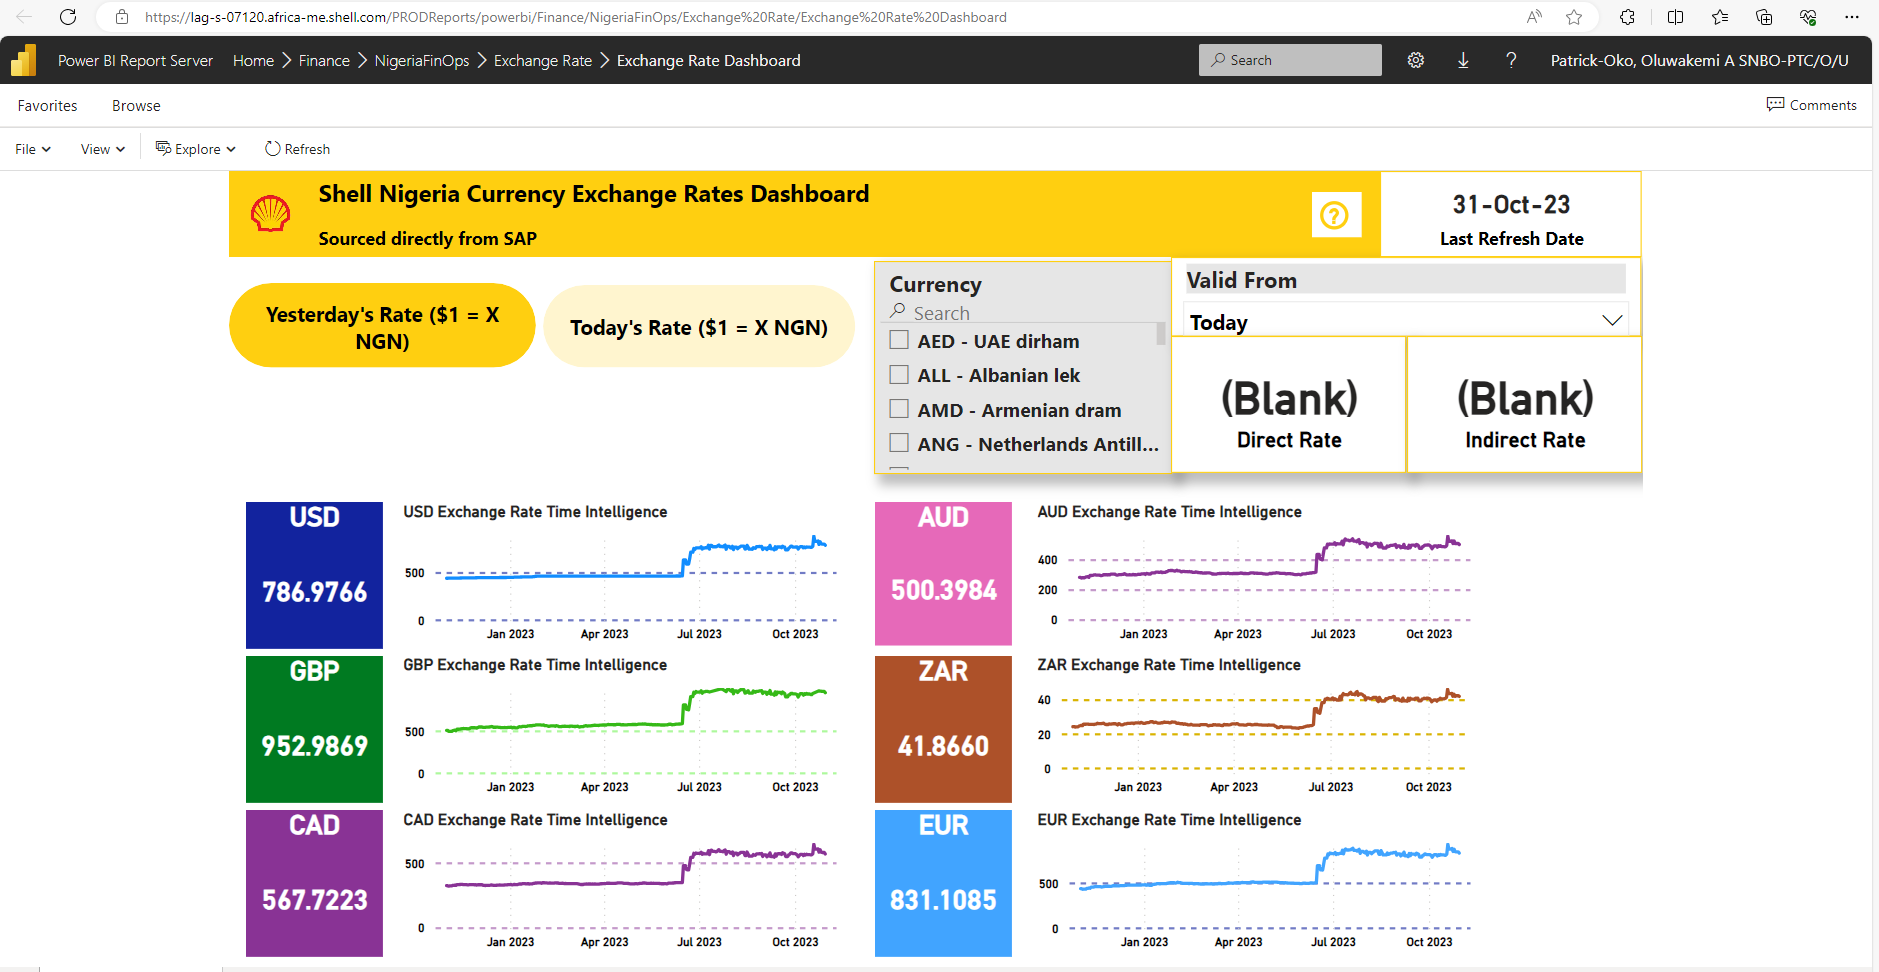 https://lag-s-07120.africa-me.shell.com/PRODReports/powerbi/Finance/NigeriaFinOps/Exchange%20Rate/Exchange%20Rate%20Dashboard
Power BI Report Server
Home > Finance > NigeriaFinOps > Exchange Rate > Exchange Rate Dashboard
Search
?
Patrick-Oko, Oluwakemi A SNBO-PTC/O/U
Favorites
Browse
Comments
File
View
Explore
Refresh
Shell Nigeria Currency Exchange Rates Dashboard
Sourced directly from SAP
?
31-Oct-23
Last Refresh Date
Yesterday's Rate ($1 = X
NGN)
Today's Rate ($1 = X NGN)
Currency
Search
AED - UAE dirham
ALL - Albanian lek
AMD - Armenian dram
ANG - Netherlands Antill...
Valid From
Today
(Blank)
Direct Rate
(Blank)
Indirect Rate
USD
786.9766
USD Exchange Rate Time Intelligence
500
0
Jan 2023
Apr 2023
Jul 2023
Oct 2023
AUD
500.3984
AUD Exchange Rate Time Intelligence
400
200
0
Jan 2023
Apr 2023
Jul 2023
Oct 2023
GBP
952.9869
GBP Exchange Rate Time Intelligence
500
0
Jan 2023
Apr 2023
Jul 2023
Oct 2023
ZAR
41.8660
ZAR Exchange Rate Time Intelligence
40
20
0
Jan 2023
Apr 2023
Jul 2023
Oct 2023
CAD
567.7223
CAD Exchange Rate Time Intelligence
500
0
Jan 2023
Apr 2023
Jul 2023
Oct 2023
EUR
831.1085
EUR Exchange Rate Time Intelligence
500
0
Jan 2023
Apr 2023
Jul 2023
Oct 2023